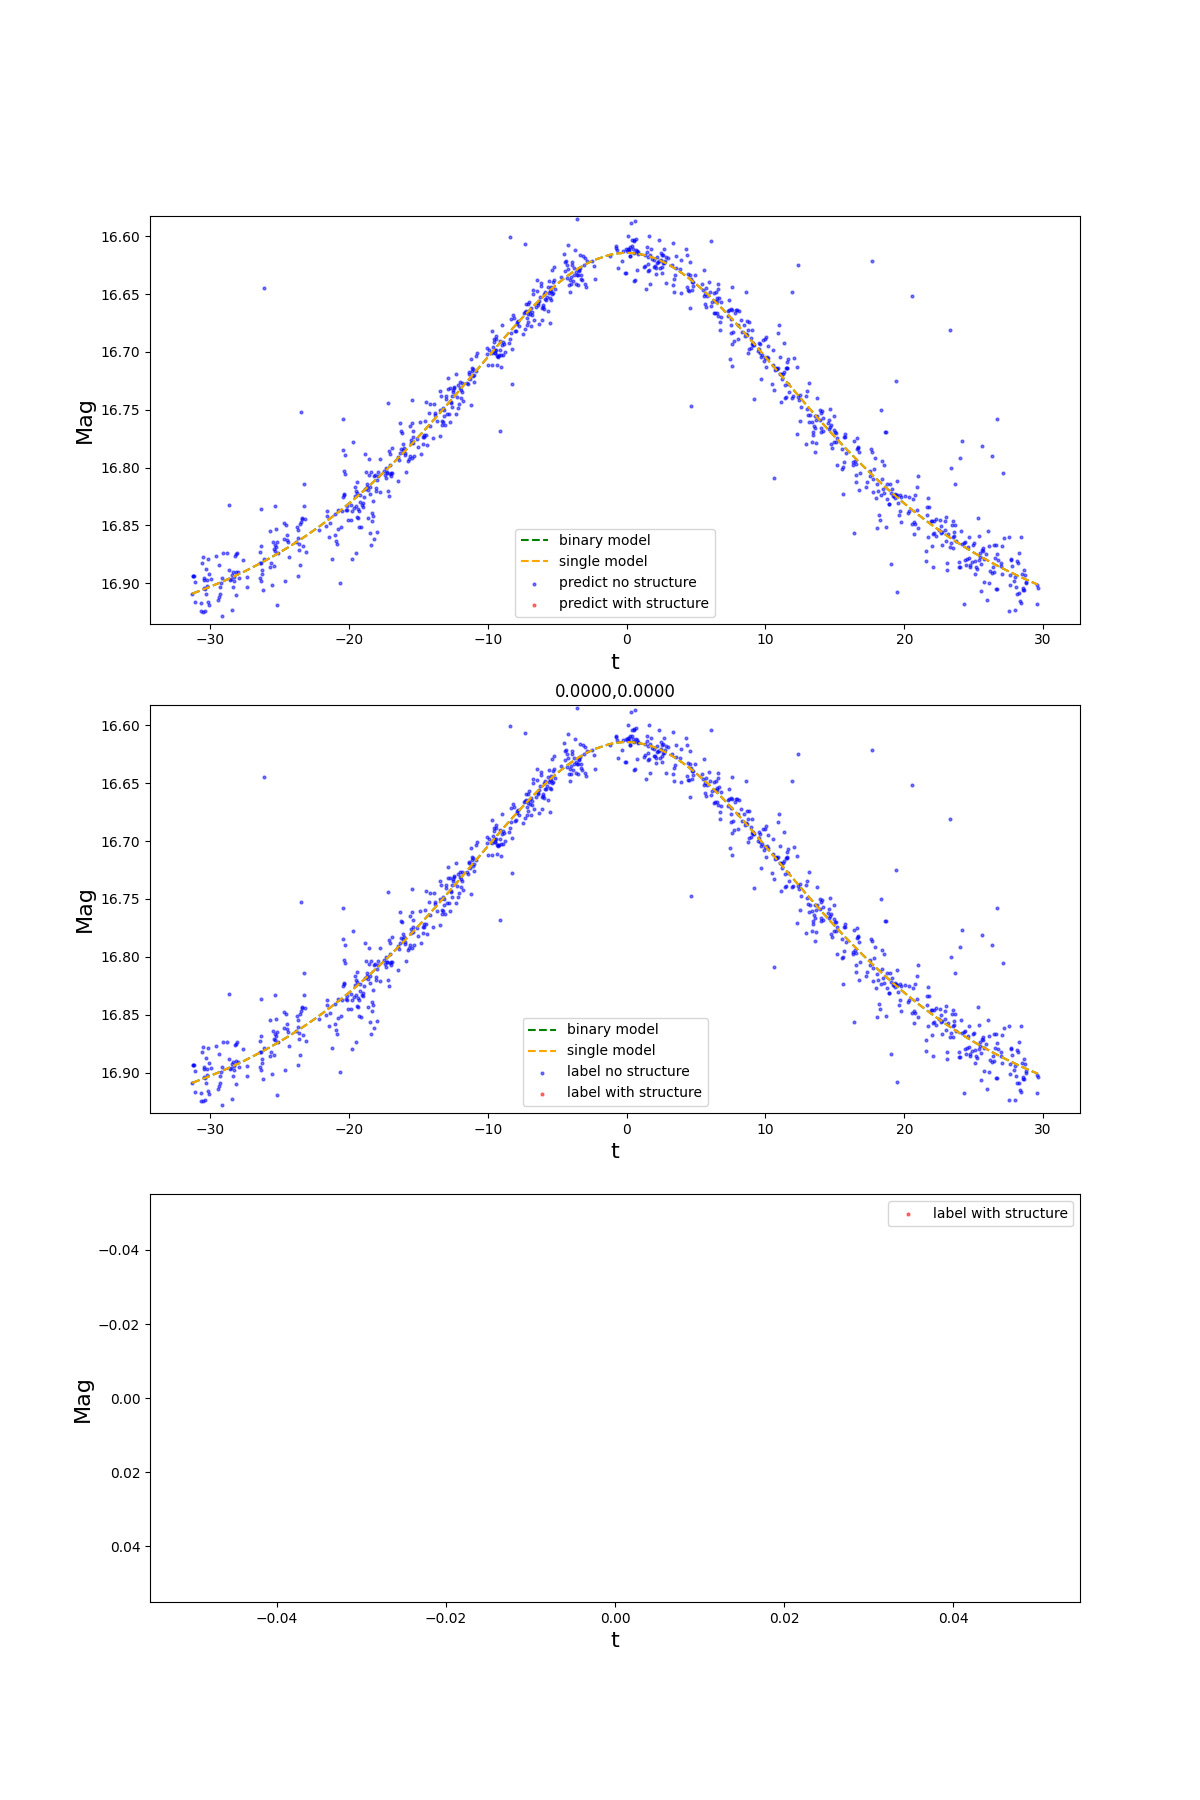 16.60
16.65
16.70
16.75
16.80
16.85
16.90
Mag
binary model
single model
predict no structure
predict with structure
−30 −20 −10 0 10 20 30
t
0.0000,0.0000
16.60
16.65
16.70
16.75
16.80
16.85
16.90
Mag
binary model
single model
label no structure
label with structure
−30 −20 −10 0 10 20 30
t
label with structure
−0.04
−0.02
0.00
0.02
0.04
Mag
−0.04 −0.02 0.00 0.02 0.04
t